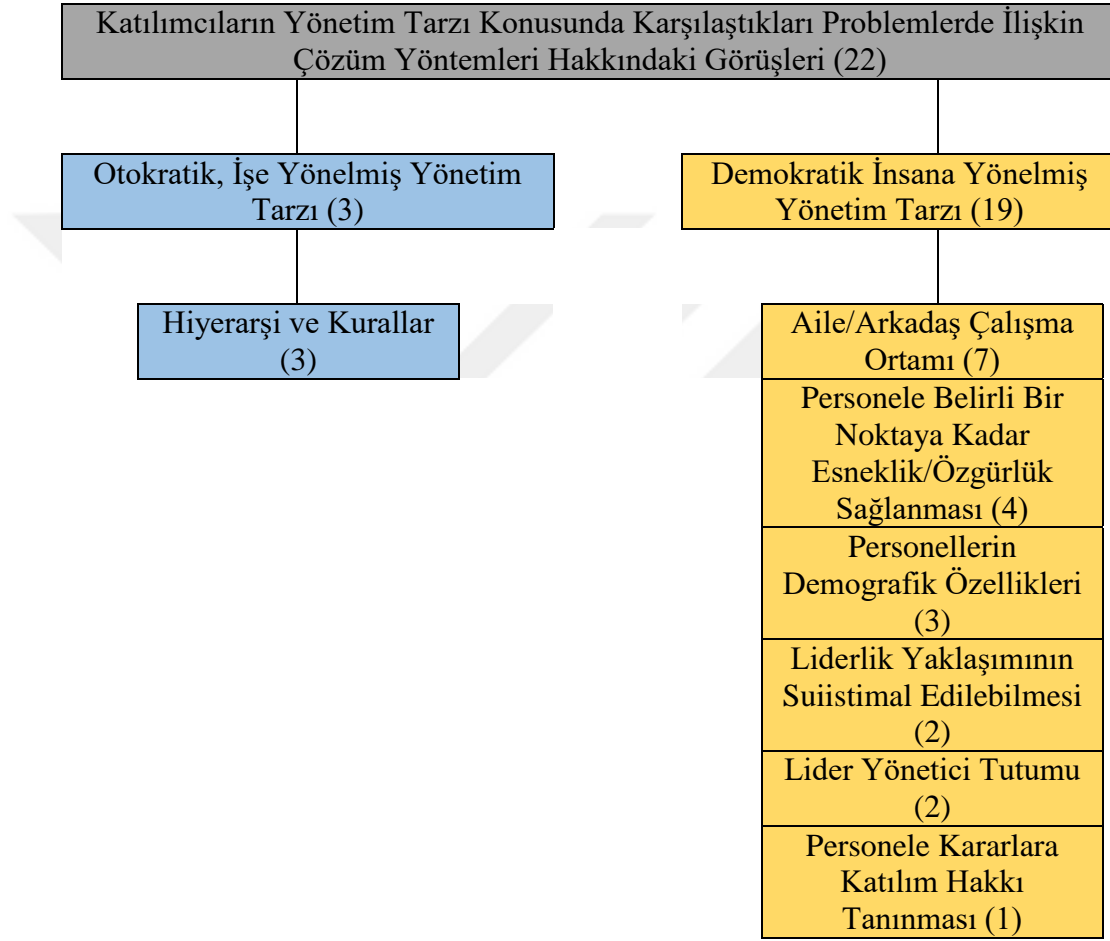 Katılımcıların Yönetim Tarzı Konusunda Karşılaştıkları Problemlerde İlişkin
Çözüm Yöntemleri Hakkındaki Görüşleri (22)
Otokratik, İşe Yönelmiş Yönetim
Tarzı (3)
Demokratik İnsana Yönelmiş
Yönetim Tarzı (19)
Hiyerarşi ve Kurallar
(3)
Aile/Arkadaş Çalışma
Ortamı (7)
Personele Belirli Bir
Noktaya Kadar
Esneklik/Özgürlük
Sağlanması (4)
Personellerin
Demografik Özellikleri
(3)
Liderlik Yaklaşımının
Suiistimal Edilebilmesi
(2)
Lider Yönetici Tutumu
(2)
Personele Kararlara
Katılım Hakkı
Tanınması (1)